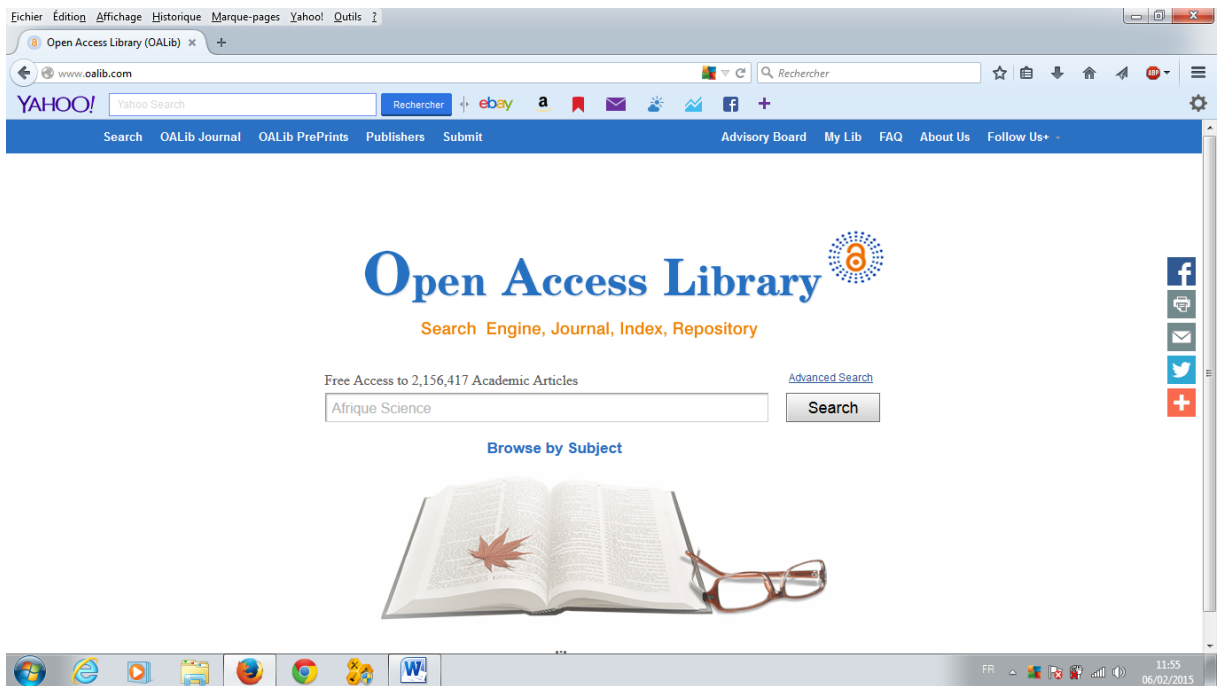 Fichier Édition Affichage Historique Marque-pages Yahoo! Outils ?
Open Access Library (OALib) × +
www.oalib.com Rechercher ABP
YAHOO! Yahoo Search Rechercher ebay a f +
Search OALib Journal OALib PrePrints Publishers Submit Advisory Board My Lib FAQ About Us Follow Us+
Open Access Library
Search Engine, Journal, Index, Repository
Free Access to 2,156,417 Academic Articles Advanced Search
Afrique Science Search
Browse by Subject
FR 11:55
06/02/2015